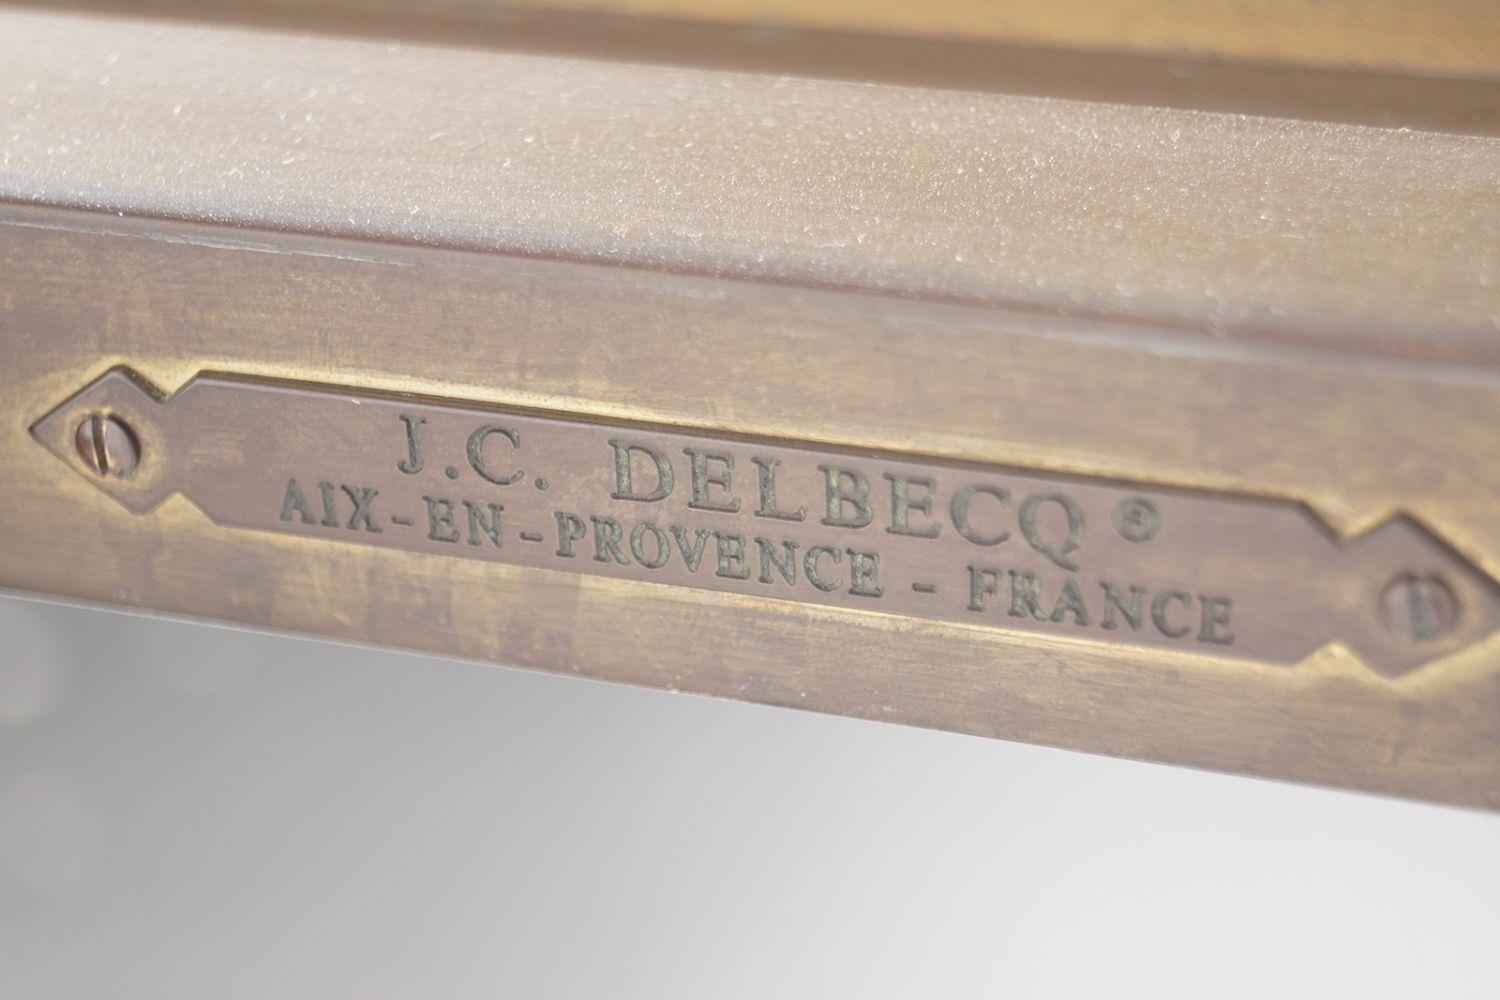 J.C. DELBECQ ®
AIX-EN-PROVENCE - FRANCE